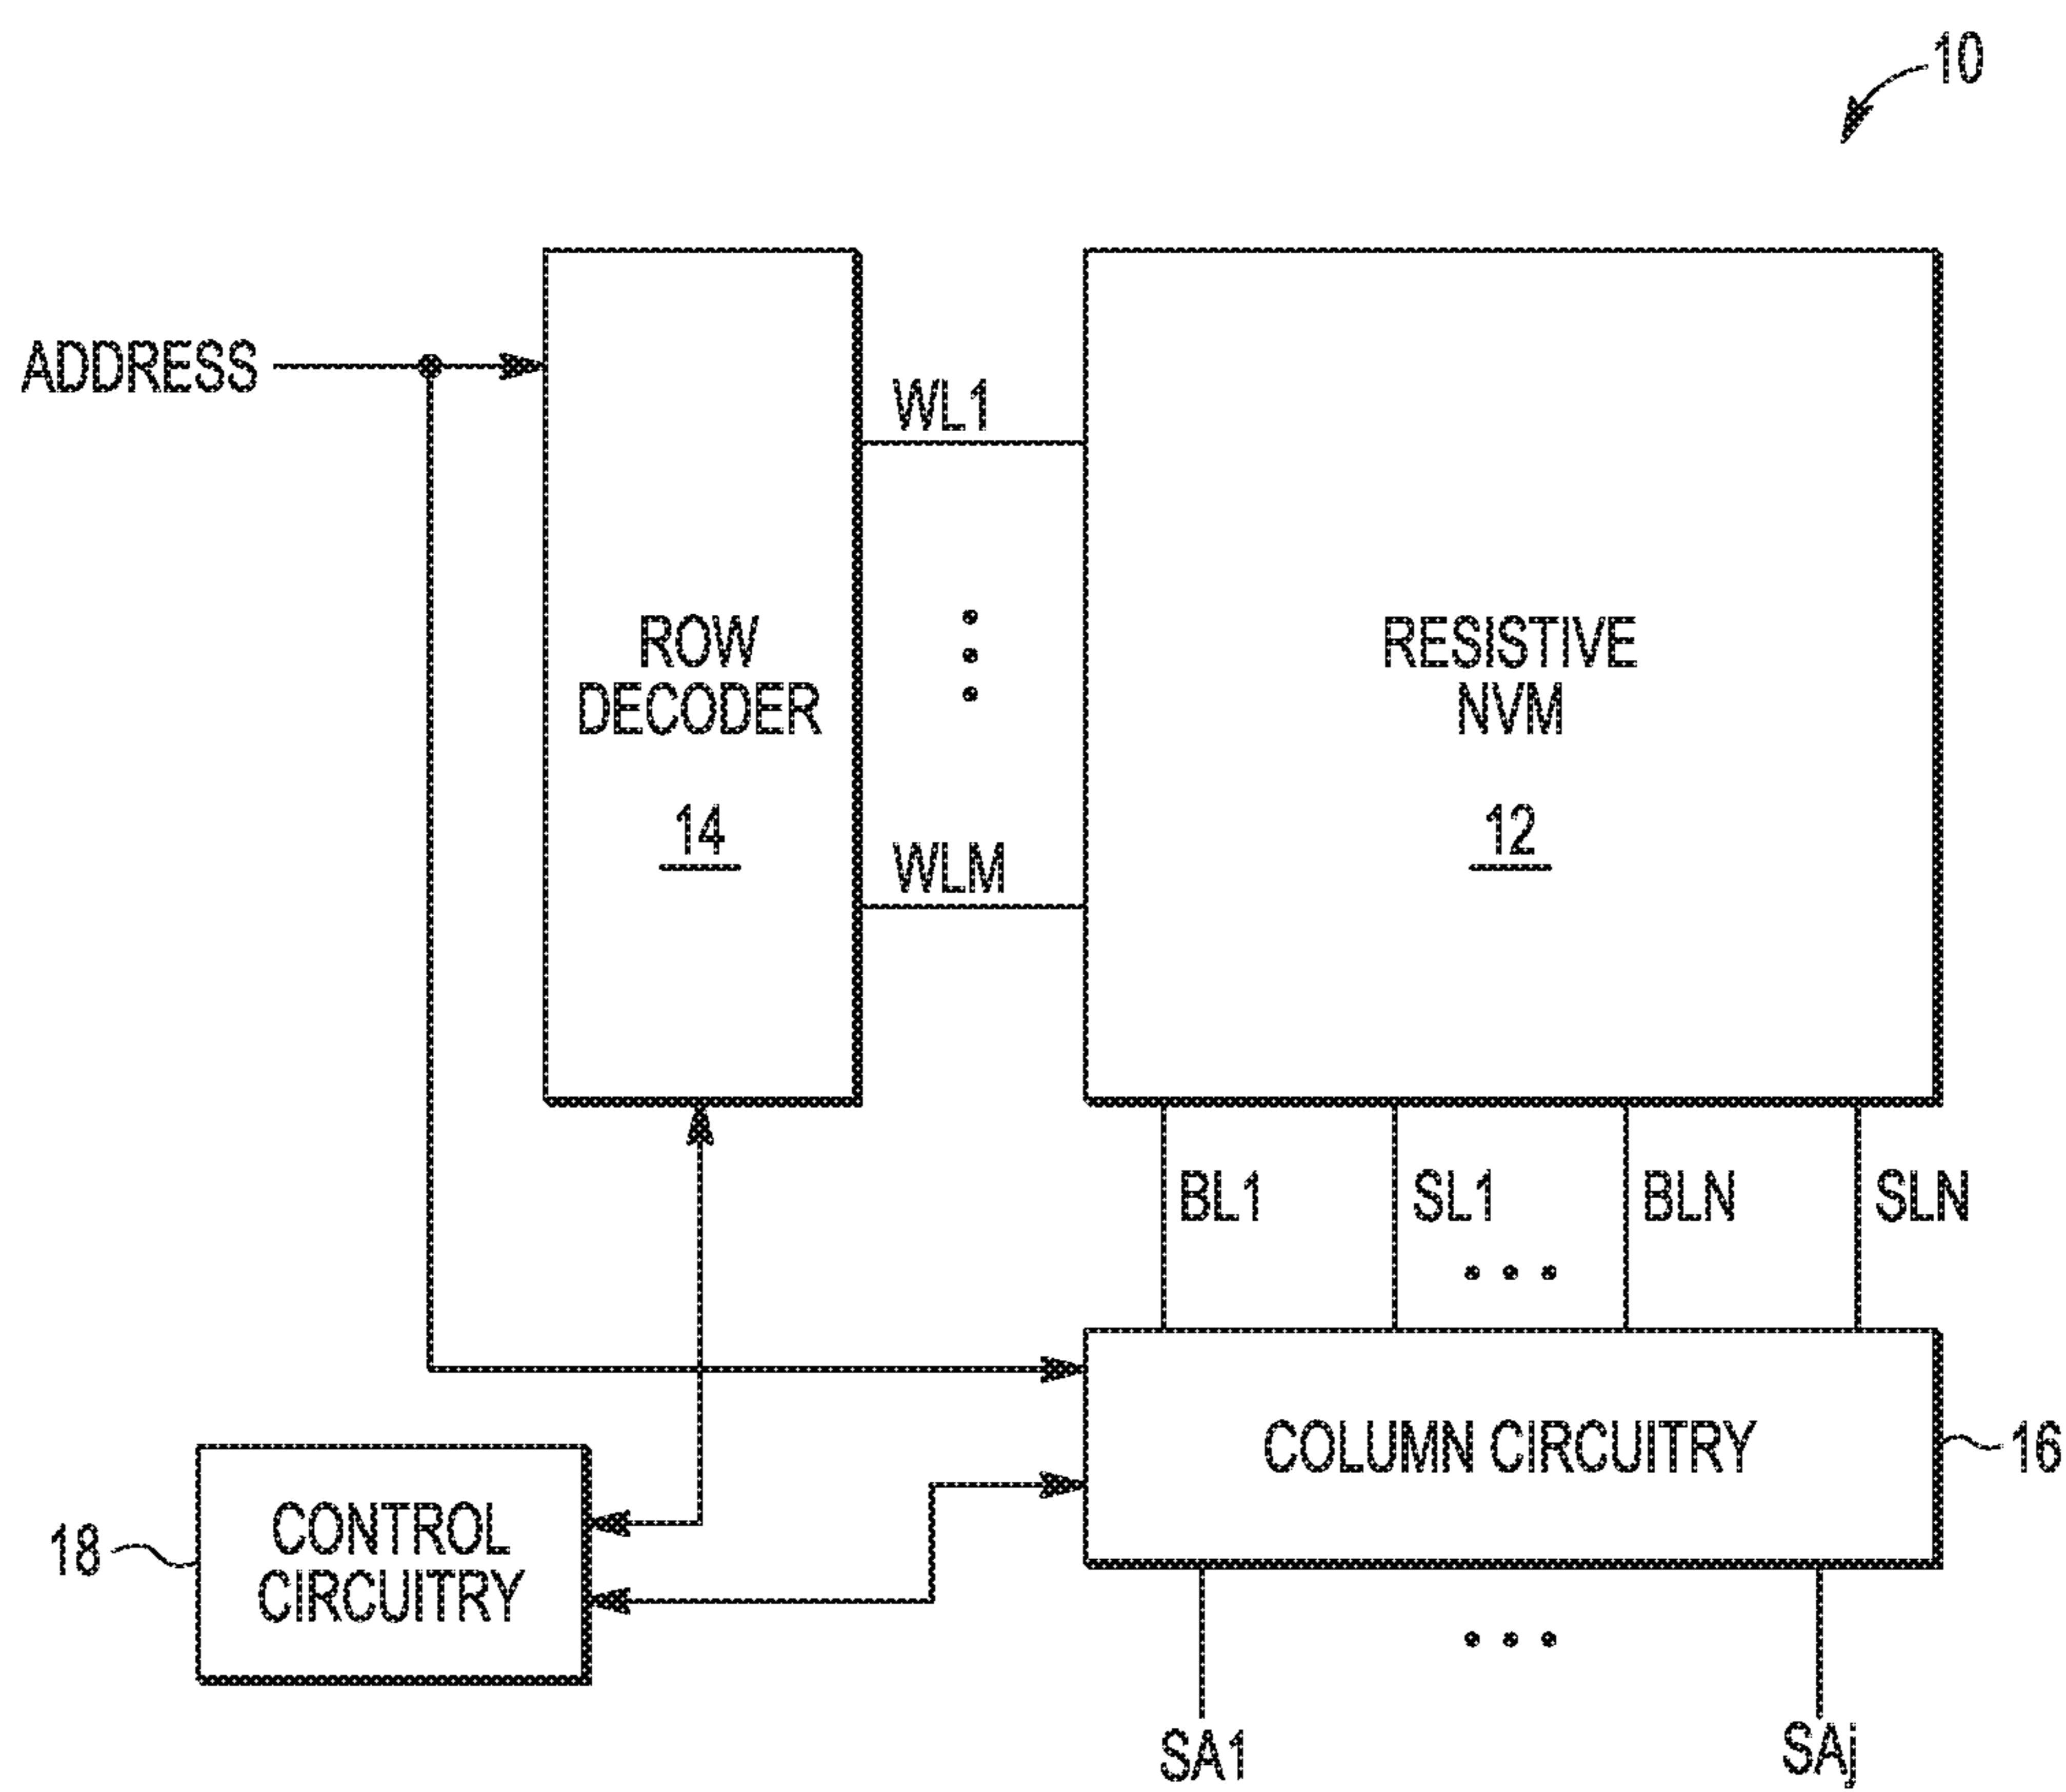 10
ADDRESS
WL1
ROW
DECODER
14
WLM
RESISTIVE
NVM
12
BL1
SL1
BLN
SLN
COLUMN CIRCUITRY
16
CONTROL
CIRCUITRY
18
SA1
SAj